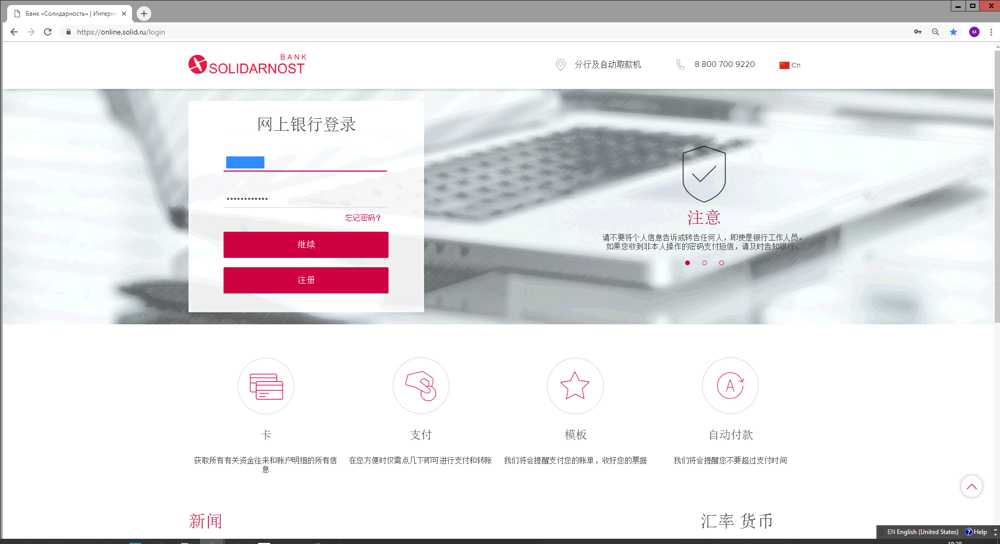 Банк «Солидарность» | Интерне
https://online.solid.ru/login
M
BANK
SOLIDARNOST
分行及自动取款机
8 800 700 9220
Cn
网上银行登录
忘记密码？
继续
注册
注意
请不要将个人信息告诉或转告任何人，即使是银行工作人员。
如果您收到非本人操作的密码支付短信，请及时告知银行。
A
卡
支付
模板
自动付款
获取所有有关资金往来和账户明细的所有信
息
在您方便时仅需点几下即可进行支付和转账
我们将会提醒支付您的账单，收好您的票据
我们将会提醒您不要超过支付时间
新闻
汇率 货币
EN English (United States)
? Help